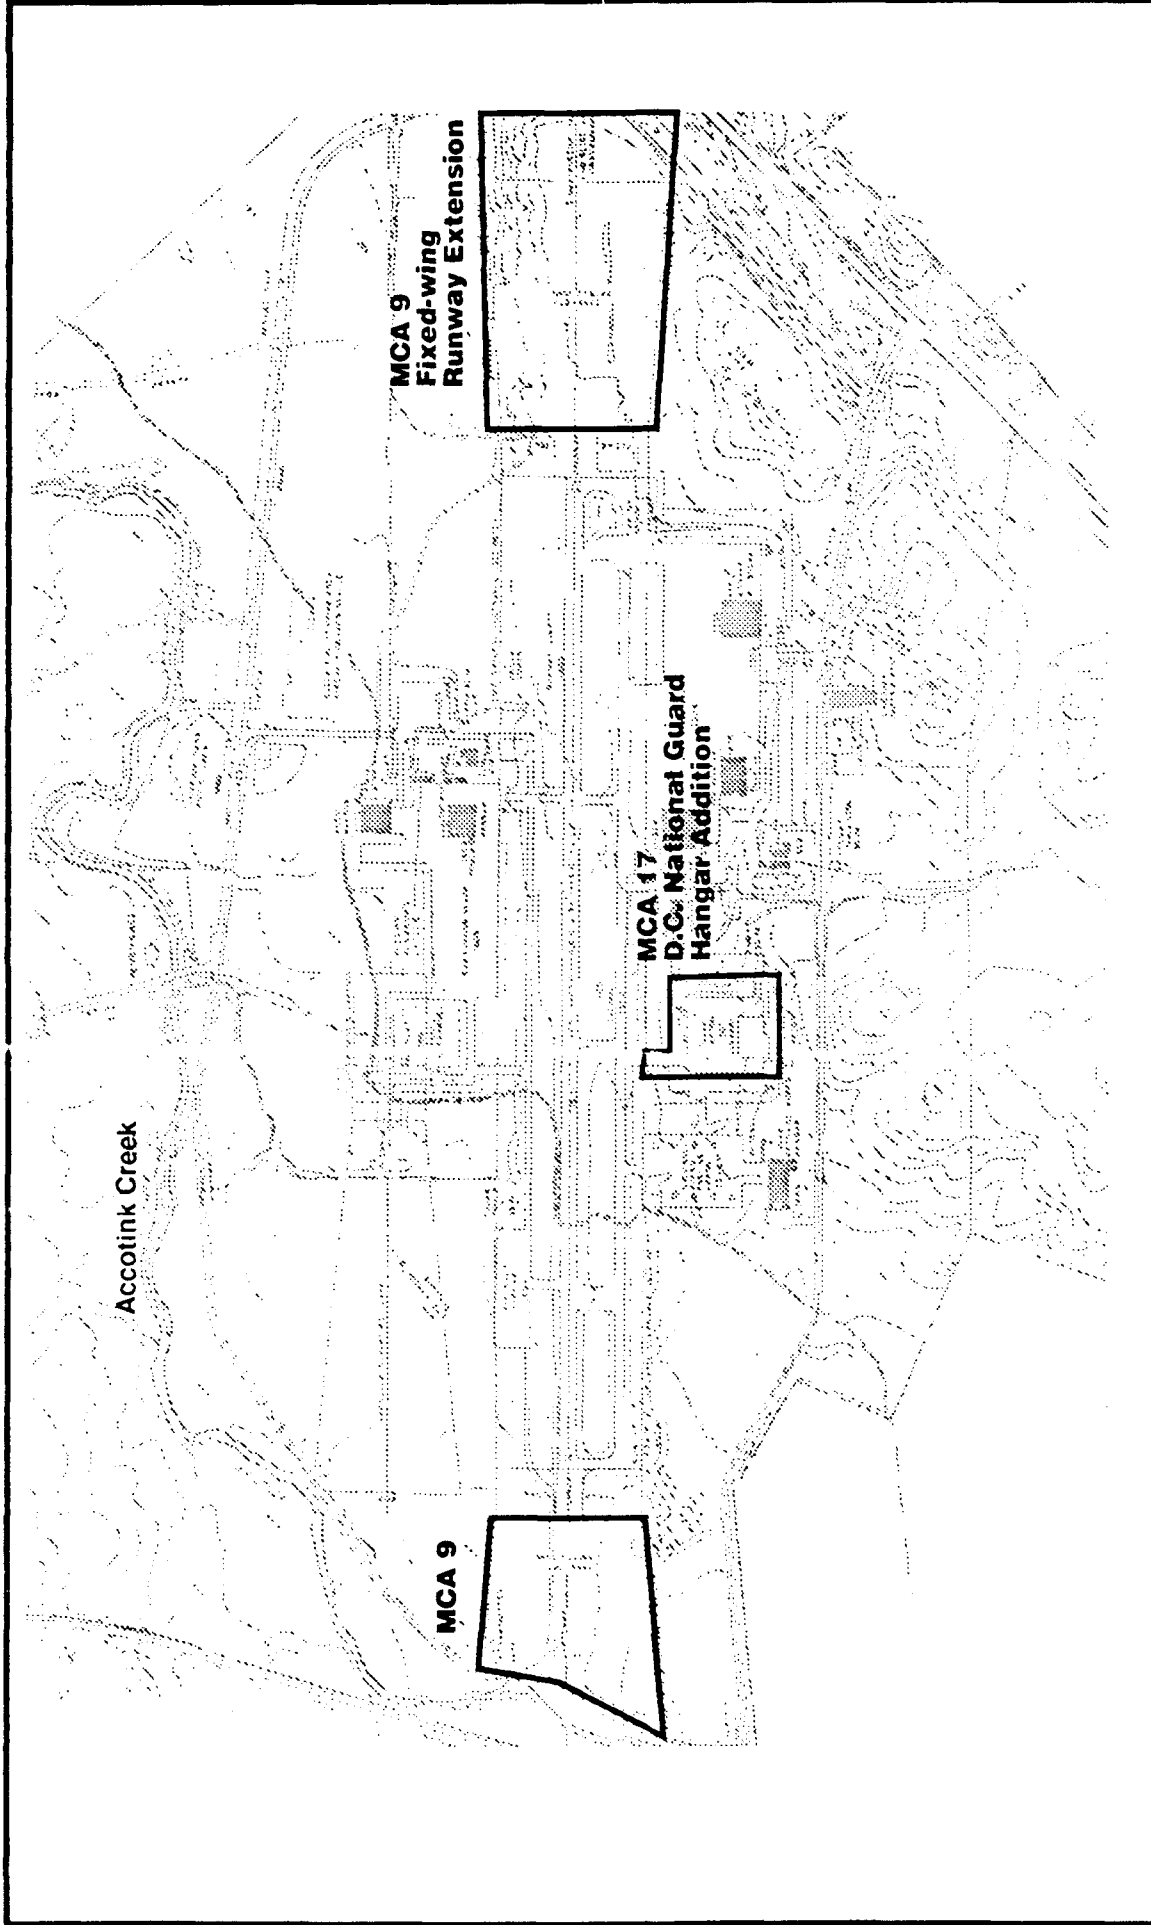 Accotink Creek
MCA 9
MCA 9
Fixed-wing
Runway Extension
MCA 17
D.C. National Guard
Hangar Addition